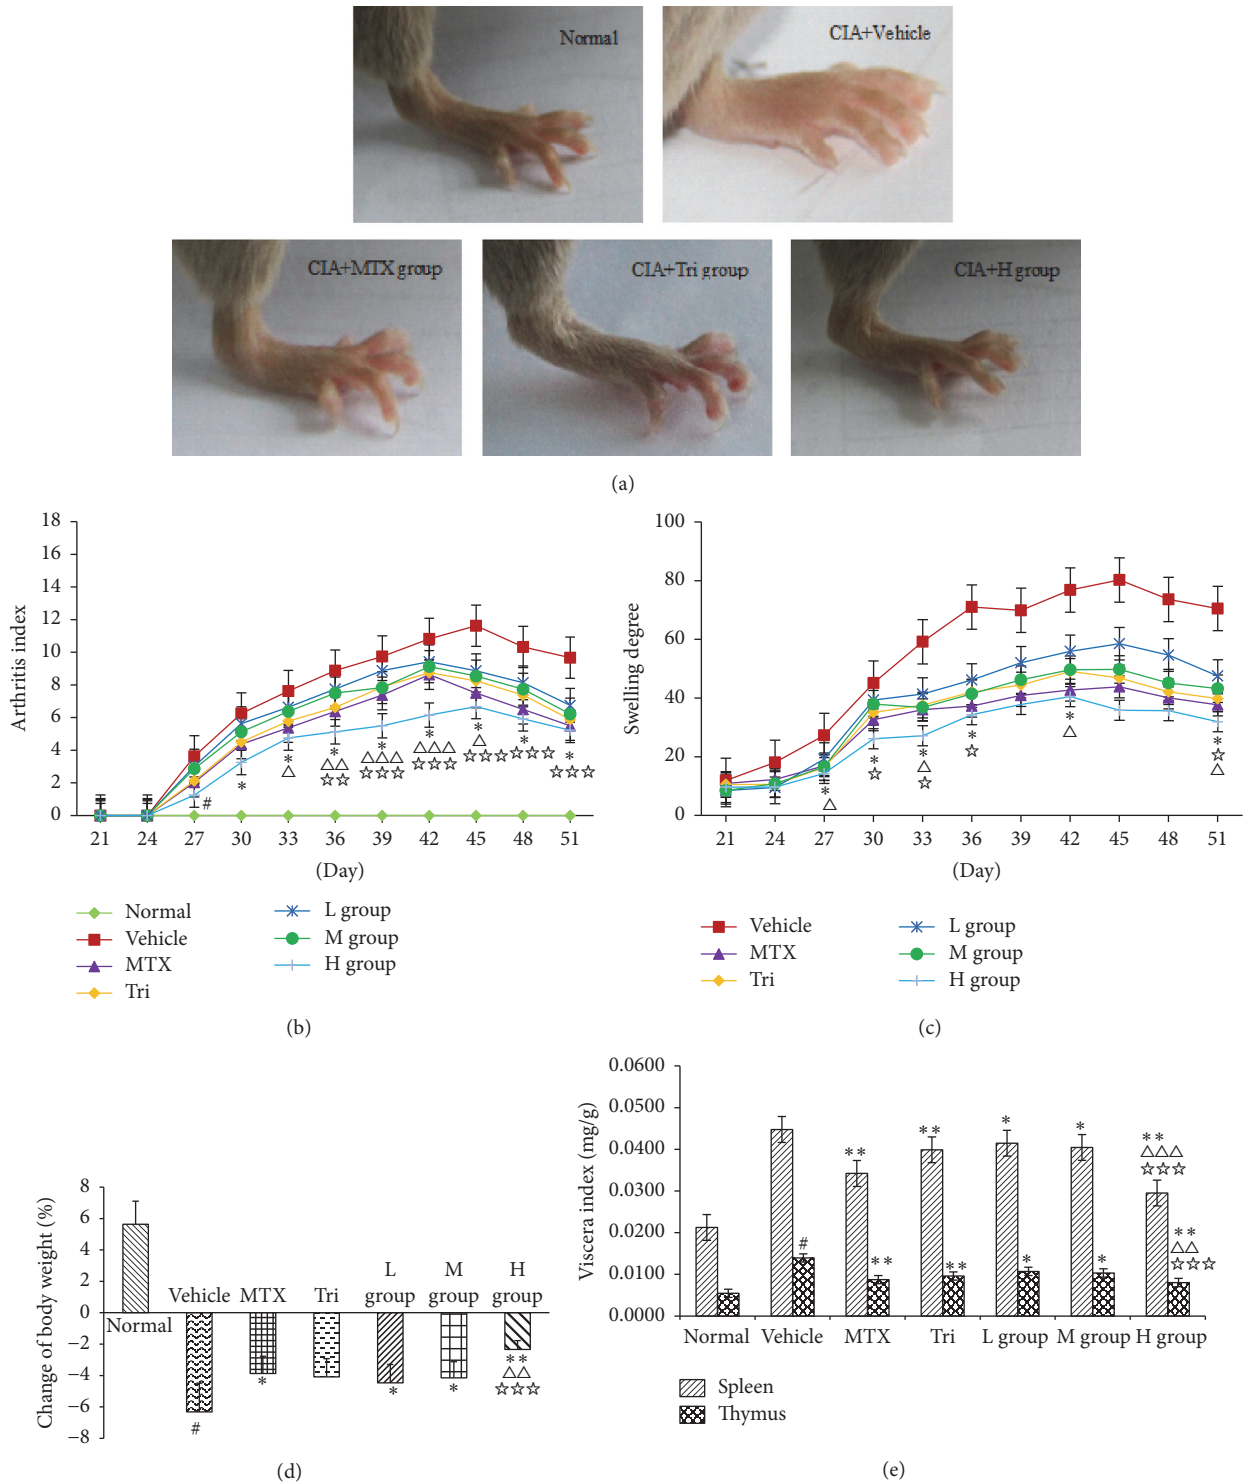 Normal
CIA+Vehicle
CIA+MTX group
CIA+Tri group
CIA+H group
(a)
Arthritis index
18
16
14
12
10
8
6
4
2
0
#
*
* △
* △△ ☆☆
* △△△ ☆☆☆
* △△△ ☆☆☆
* △ ☆☆☆
* ☆☆☆
* ☆☆☆
21 24 27 30 33 36 39 42 45 48 51
(Day)
Normal
Vehicle
MTX
Tri
L group
M group
H group
(b)
Swelling degree
100
80
60
40
20
0
* △
* ☆
* △ ☆
* ☆
* △
* ☆ △
21 24 27 30 33 36 39 42 45 48 51
(Day)
Vehicle
MTX
Tri
L group
M group
H group
(c)
Change of body weight (%)
8
6
4
2
0
−2
−4
−6
−8
Normal
Vehicle
MTX
Tri
L group
M group
H group
#
*
*
*
** △△ ☆☆☆
(d)
Viscera index (mg/g)
0.0600
0.0500
0.0400
0.0300
0.0200
0.0100
0.0000
#
**
**
**
**
*
*
*
*
** △△△ ☆☆☆
** △△ ☆☆☆
Normal Vehicle MTX Tri L group M group H group
Spleen
Thymus
(e)